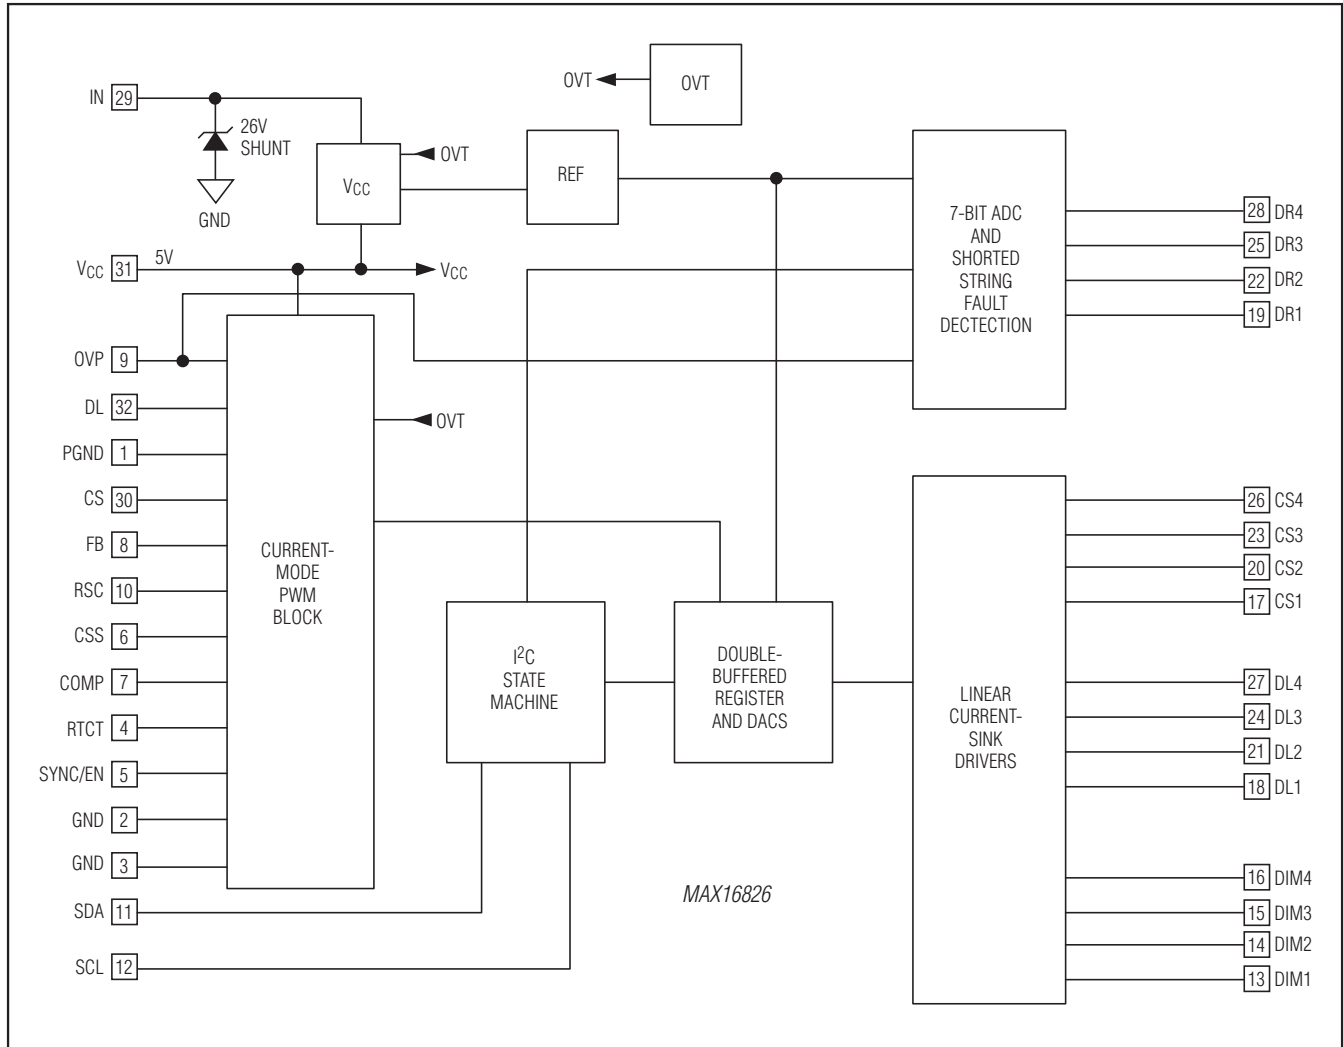 OVT
OVT
IN 29
26V
SHUNT
GND
VCC
OVT
REF
VCC 31 5V
VCC
7-BIT ADC
AND
SHORTED
STRING
FAULT
DECTECTION
28 DR4
25 DR3
22 DR2
19 DR1
OVP 9
DL 32
PGND 1
CS 30
FB 8
RSC 10
CSS 6
COMP 7
RTCT 4
SYNC/EN 5
GND 2
GND 3
SDA 11
SCL 12
OVT
CURRENT-
MODE
PWM
BLOCK
I2C
STATE
MACHINE
DOUBLE-
BUFFERED
REGISTER
AND DACS
LINEAR
CURRENT-
SINK
DRIVERS
26 CS4
23 CS3
20 CS2
17 CS1
27 DL4
24 DL3
21 DL2
18 DL1
16 DIM4
15 DIM3
14 DIM2
13 DIM1
MAX16826